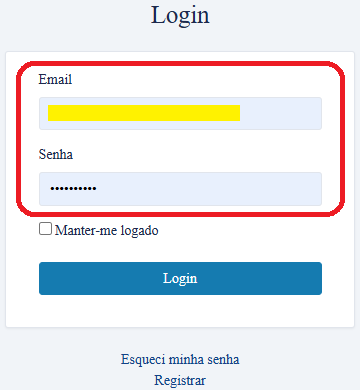 Login
Email
Senha
••••••••••
Manter-me logado
Login
Esqueci minha senha
Registrar